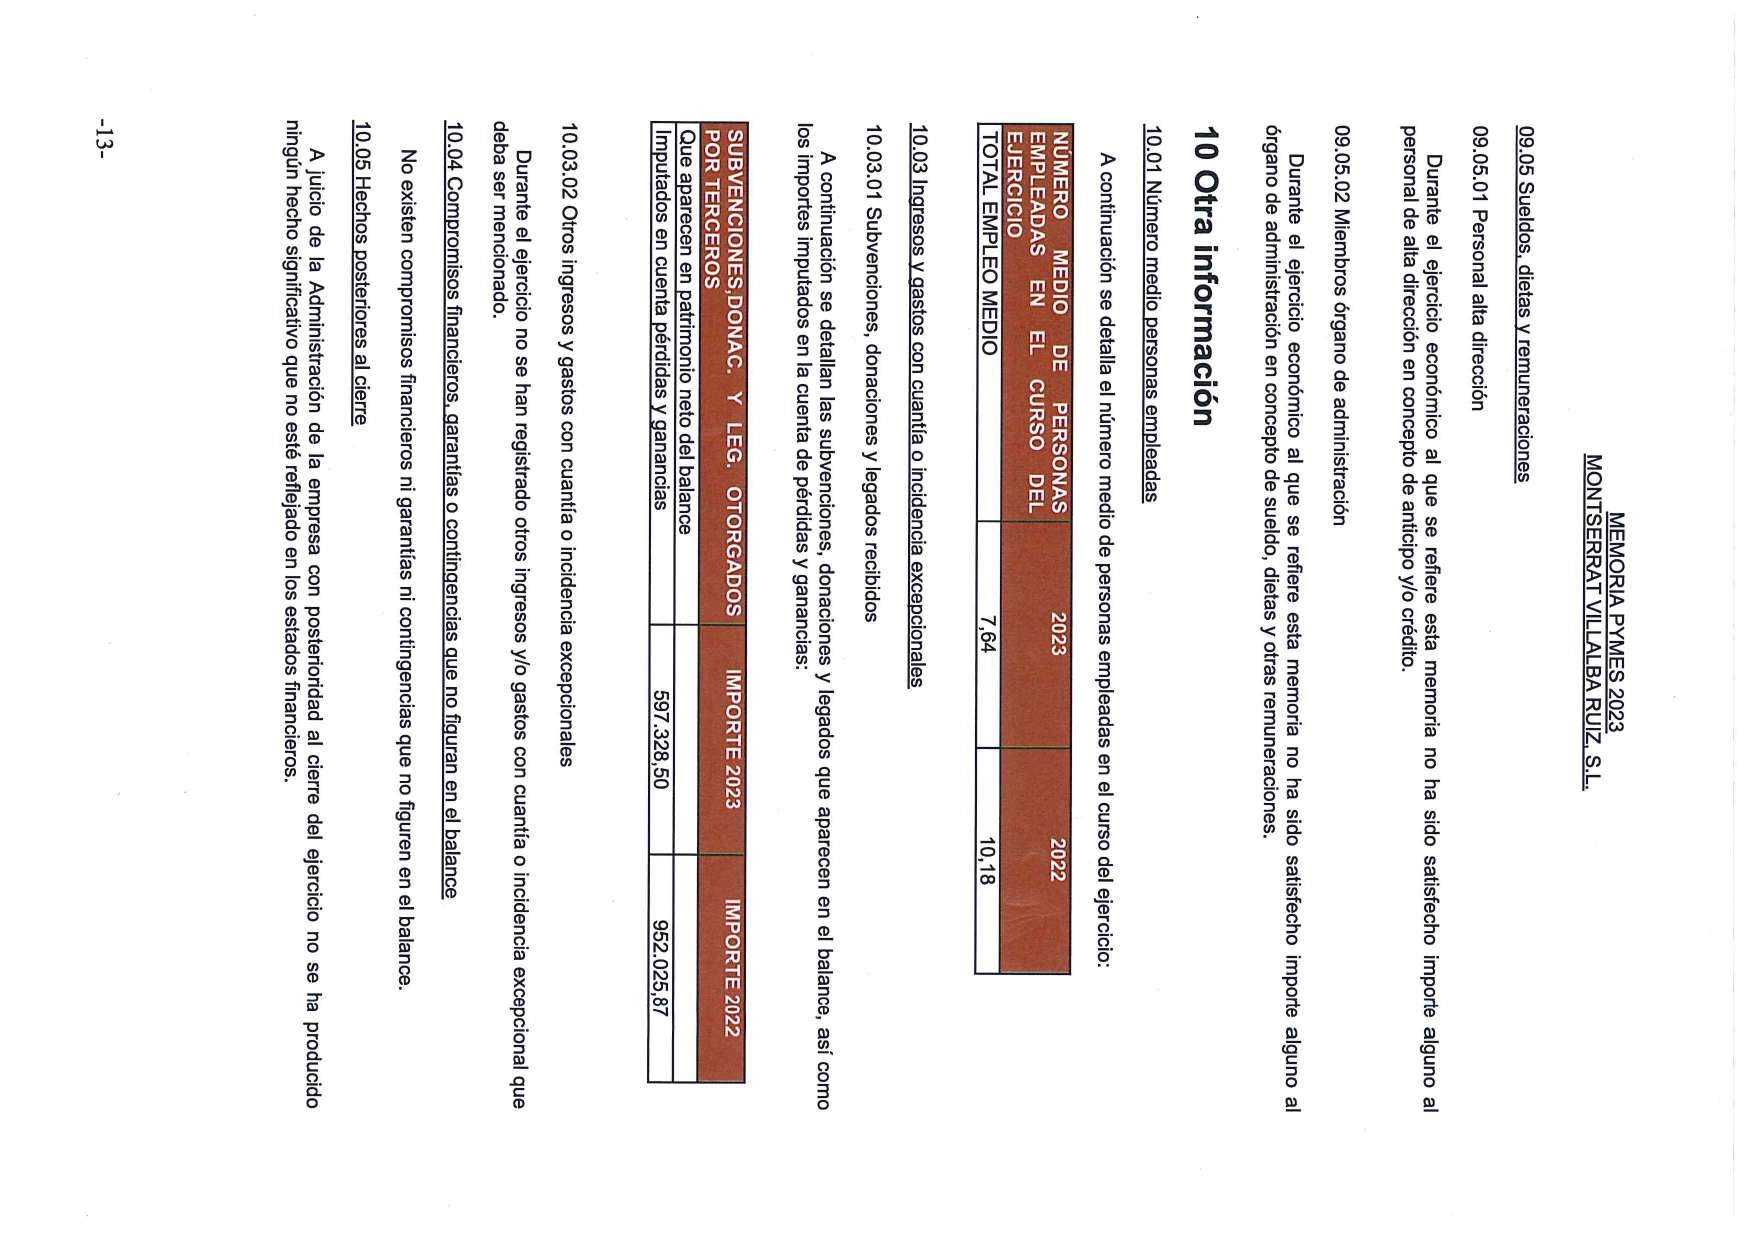 MEMORIA PYMES 2023
MONTSERRAT VILLALBA RUIZ, S.L.
09.05 Sueldos, dietas y remuneraciones
09.05.01 Personal alta dirección
Durante el ejercicio económico al que se refiere esta memoria no ha sido satisfecho importe alguno al
personal de alta dirección en concepto de anticipo y/o crédito.
09.05.02 Miembros órgano de administración
Durante el ejercicio económico al que se refiere esta memoria no ha sido satisfecho importe alguno al
órgano de administración en concepto de sueldo, dietas y otras remuneraciones.
10 Otra información
10.01 Número medio personas empleadas
A continuación se detalla el número medio de personas empleadas en el curso del ejercicio:
NÚMERO MEDIO DE PERSONAS 2023 2022
EMPLEADAS EN EL CURSO DEL
EJERCICIO
TOTAL EMPLEO MEDIO 7,64 10,18
10.03 Ingresos y gastos con cuantía o incidencia excepcionales
10.03.01 Subvenciones, donaciones y legados recibidos
A continuación se detallan las subvenciones, donaciones y legados que aparecen en el balance, así como
los importes imputados en la cuenta de pérdidas y ganancias:
SUBVENCIONES,DONAC. Y LEG. OTORGADOS IMPORTE 2023 IMPORTE 2022
POR TERCEROS
Que aparecen en patrimonio neto del balance
Imputados en cuenta pérdidas y ganancias 597.328,50 952.025,87
10.03.02 Otros ingresos y gastos con cuantía o incidencia excepcionales
Durante el ejercicio no se han registrado otros ingresos y/o gastos con cuantía o incidencia excepcional que
deba ser mencionado.
10.04 Compromisos financieros, garantías o contingencias que no figuran en el balance
No existen compromisos financieros ni garantías ni contingencias que no figuren en el balance.
10.05 Hechos posteriores al cierre
A juicio de la Administración de la empresa con posterioridad al cierre del ejercicio no se ha producido
ningún hecho significativo que no esté reflejado en los estados financieros.
-13-